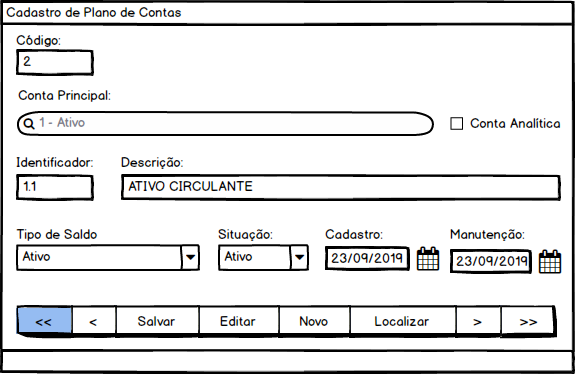 Cadastro de Plano de Contas
Código:
2
Conta Principal:
1 - Ativo
Conta Analítica
Identificador: Descrição:
1.1 ATIVO CIRCULANTE
Tipo de Saldo Situação: Cadastro: Manutenção:
Ativo Ativo 23/09/2019 23/09/2019
<< < Salvar Editar Novo Localizar > >>